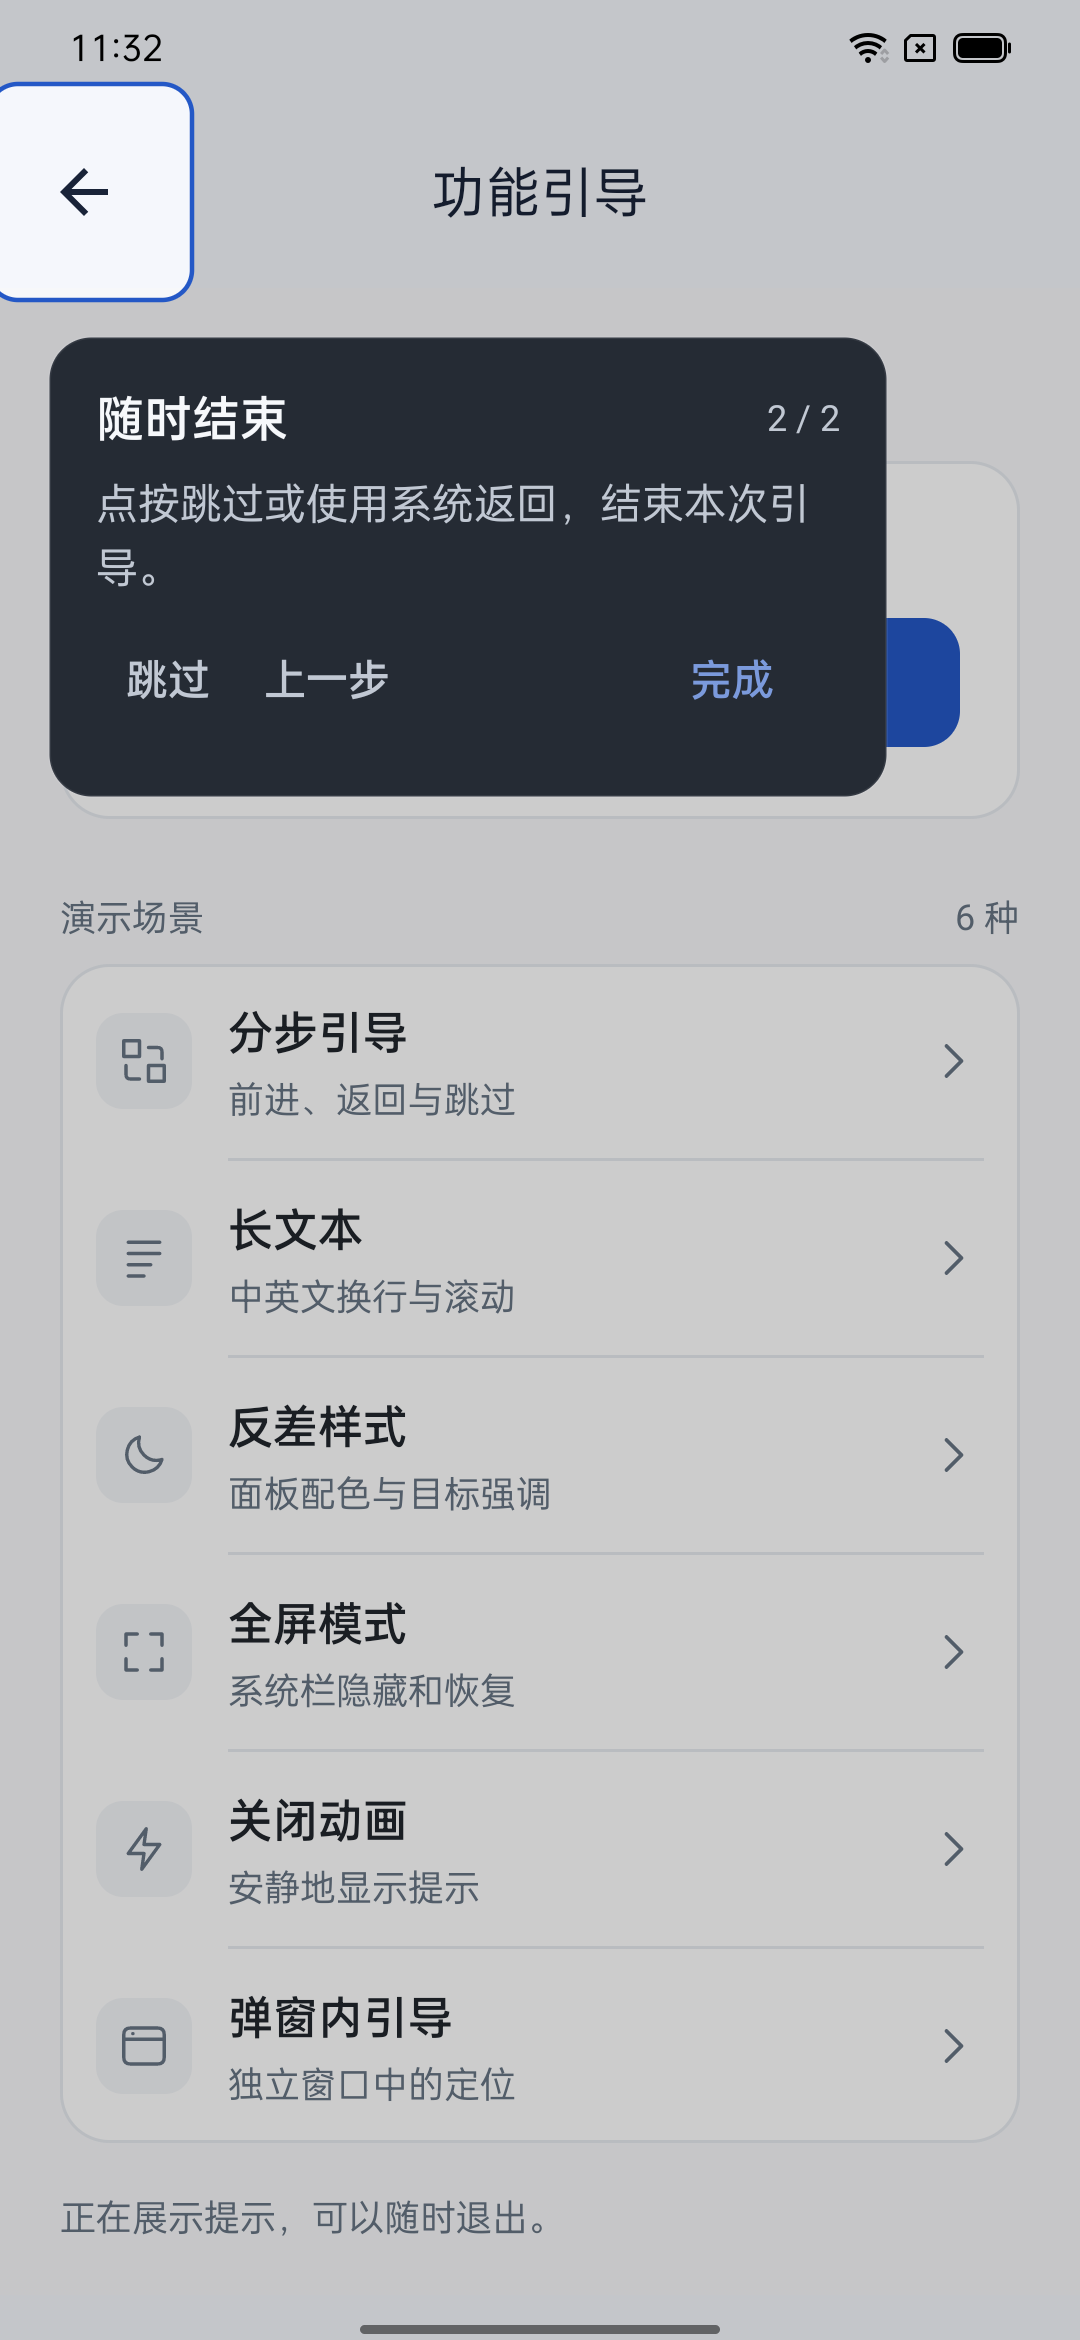 11:32
功能引导
随时结束
2 / 2
点按跳过或使用系统返回，结束本次引
导。
跳过
上一步
完成
演示场景
6 种
分步引导
前进、返回与跳过
长文本
中英文换行与滚动
反差样式
面板配色与目标强调
全屏模式
系统栏隐藏和恢复
关闭动画
安静地显示提示
弹窗内引导
独立窗口中的定位
正在展示提示，可以随时退出。